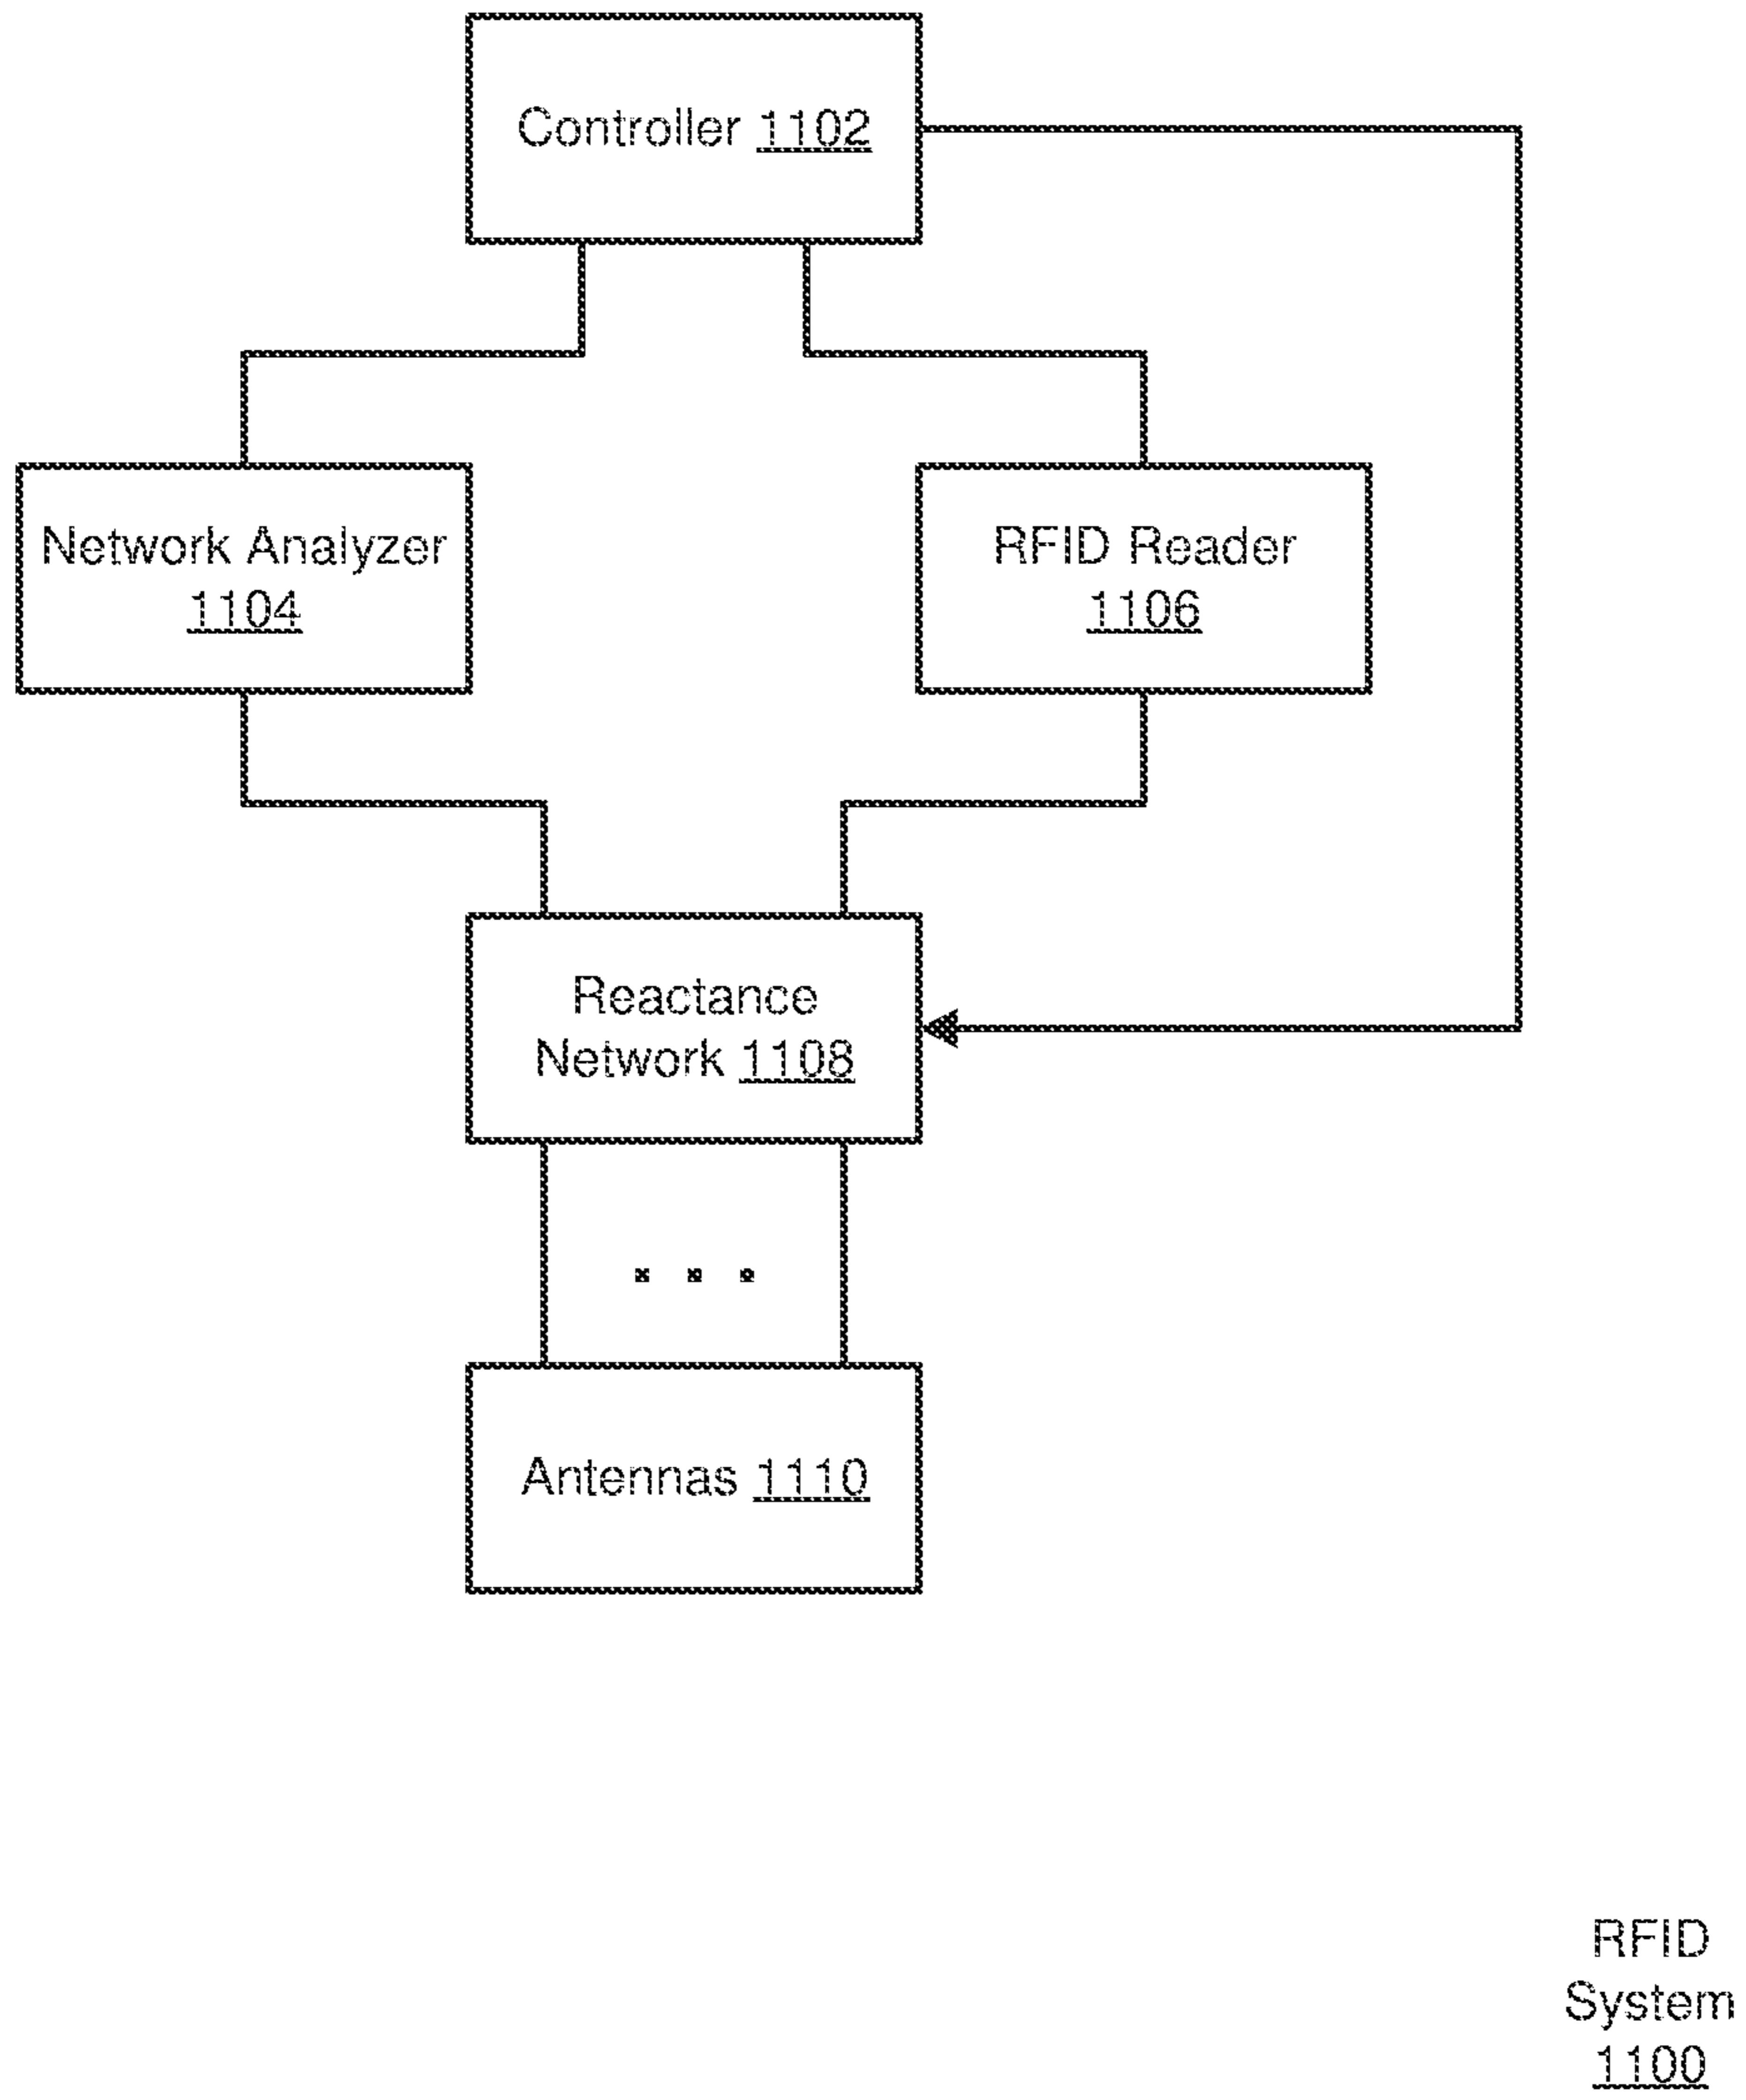 Controller 1102
Network Analyzer
1104
RFID Reader
1106
Reactance
Network 1108
Antennas 1110
RFID
System
1100